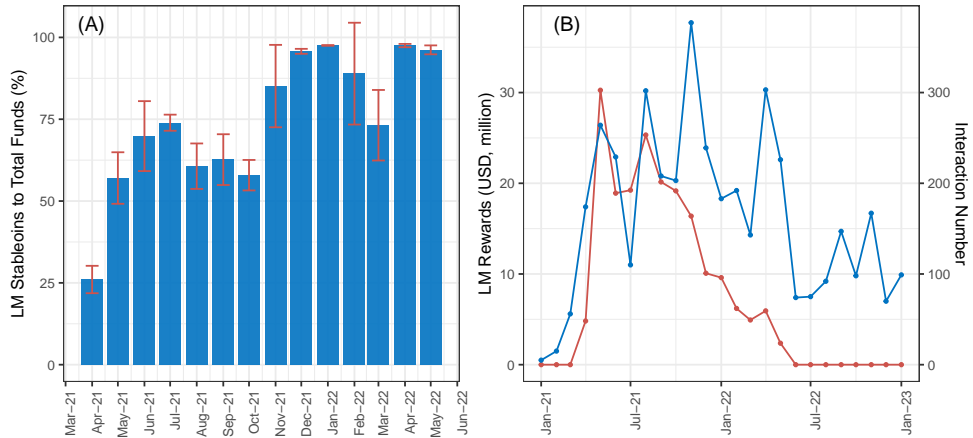 (A)
LM Stablecoins to Total Funds (%)
100
75
50
25
0
Mar−21
Apr−21
May−21
Jun−21
Jul−21
Aug−21
Sep−21
Oct−21
Nov−21
Dec−21
Jan−22
Feb−22
Mar−22
Apr−22
May−22
Jun−22
(B)
LM Rewards (USD, million)
30
20
10
0
Jan−21
Jul−21
Jan−22
Jul−22
Jan−23
300
200
100
0
Interaction Number